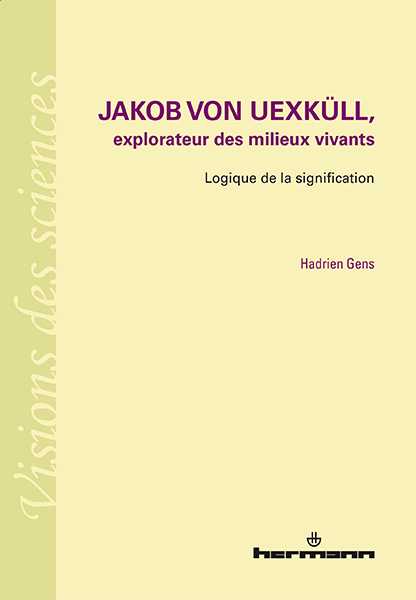 Visions des sciences
JAKOB VON UEXKÜLL,
explorateur des milieux vivants
Logique de la signification
Hadrien Gens
hermann